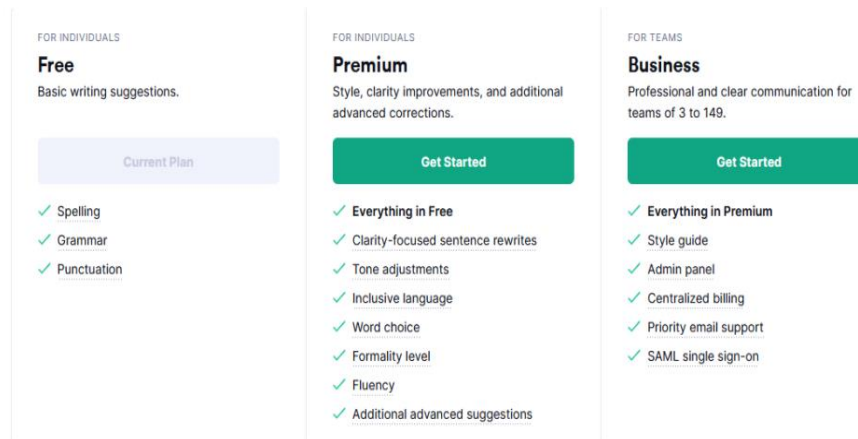 FOR INDIVIDUALS
Free
Basic writing suggestions.
Current Plan
Spelling
Grammar
Punctuation
FOR INDIVIDUALS
Premium
Style, clarity improvements, and additional
advanced corrections.
Get Started
Everything in Free
Clarity-focused sentence rewrites
Tone adjustments
Inclusive language
Word choice
Formality level
Fluency
Additional advanced suggestions
FOR TEAMS
Business
Professional and clear communication for
teams of 3 to 149.
Get Started
Everything in Premium
Style guide
Admin panel
Centralized billing
Priority email support
SAML single sign-on